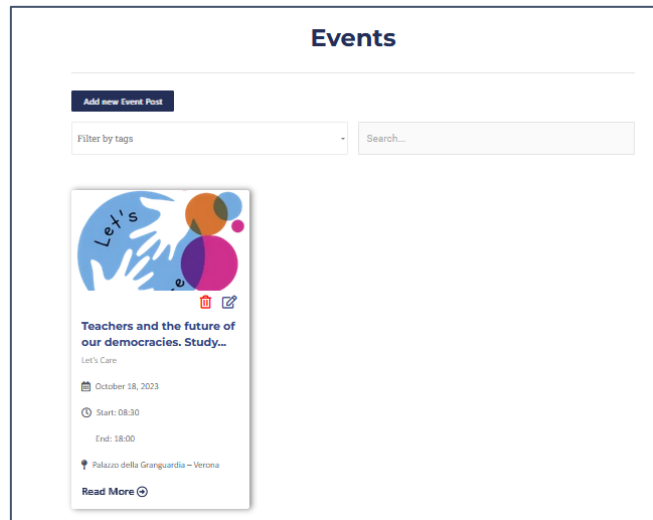 Events
Add new Event Post
Filter by tags
Search...
Let's
e
Teachers and the future of
our democracies. Study...
Let's Care
October 18, 2023
Start: 08:30
End: 18:00
Palazzo della Granguardia – Verona
Read More